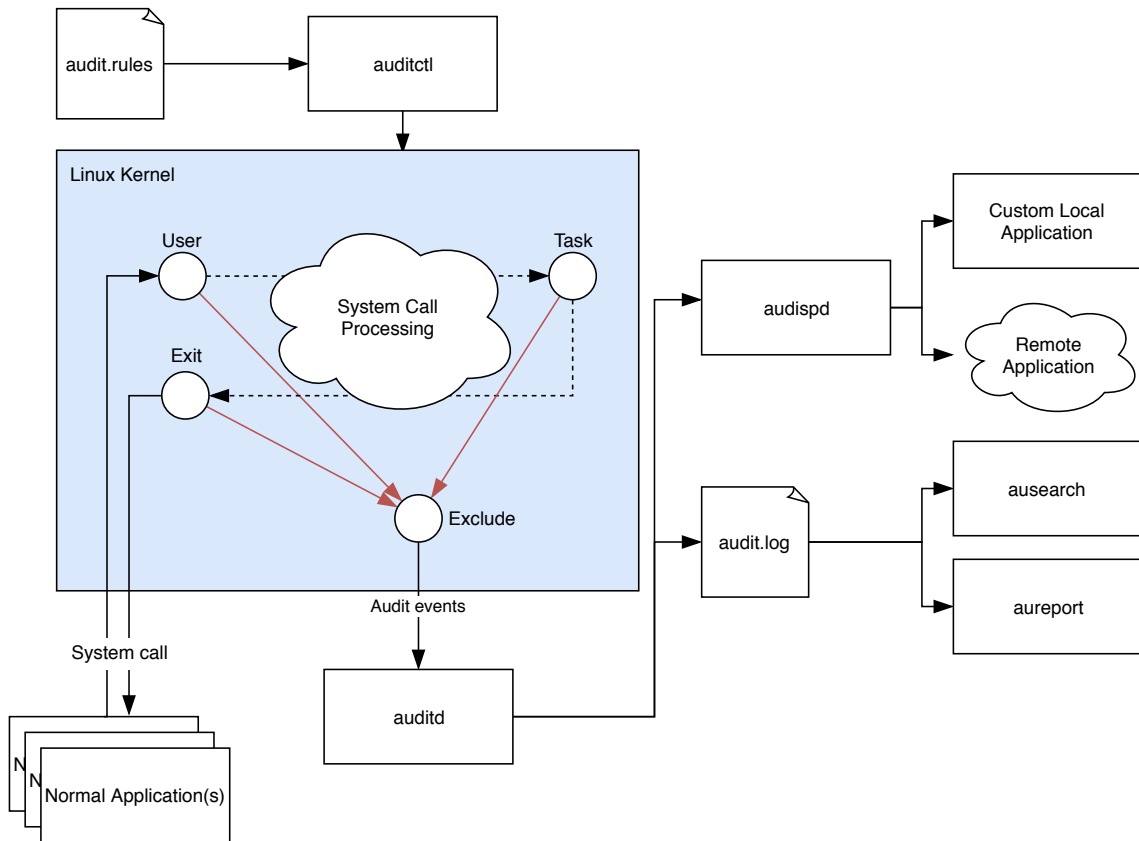 audit.rules
auditctl
Linux Kernel
User
Task
System Call
Processing
Exit
Exclude
Audit events
System call
auditd
N
N
Normal Application(s)
audispd
Custom Local
Application
Remote
Application
audit.log
ausearch
aureport